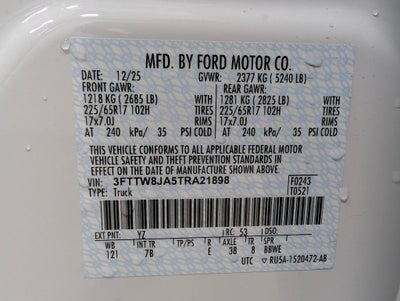 MFD. BY FORD MOTOR CO.
DATE: 12/25 GVWR: 2377 KG ( 5240 LB)
FRONT GAWR: REAR GAWR:
1218 KG ( 2685 LB) WITH 1281 KG ( 2825 LB) WITH
225/65R17 102H TIRES 225/65R17 102H TIRES
17x7.0J RIMS 17x7.0J RIMS
AT 240 kPa/ 35 PSI COLD AT 240 kPa/ 35 PSI COLD
THIS VEHICLE CONFORMS TO ALL APPLICABLE FEDERAL MOTOR
VEHICLE SAFETY AND THEFT PREVENTION STANDARDS IN
EFFECT ON THE DATE OF MANUFACTURE SHOWN ABOVE.
VIN: 3FTTW8JA5TRA21898 F0243
TYPE: Truck T0521
EXT PNT: YZ RC: 53 DSO:
WB INT TR TP/PS R AXLE TR SPR
121 7B E 38 8 BBWE
UTC ▽ RU5A-1520472-AB